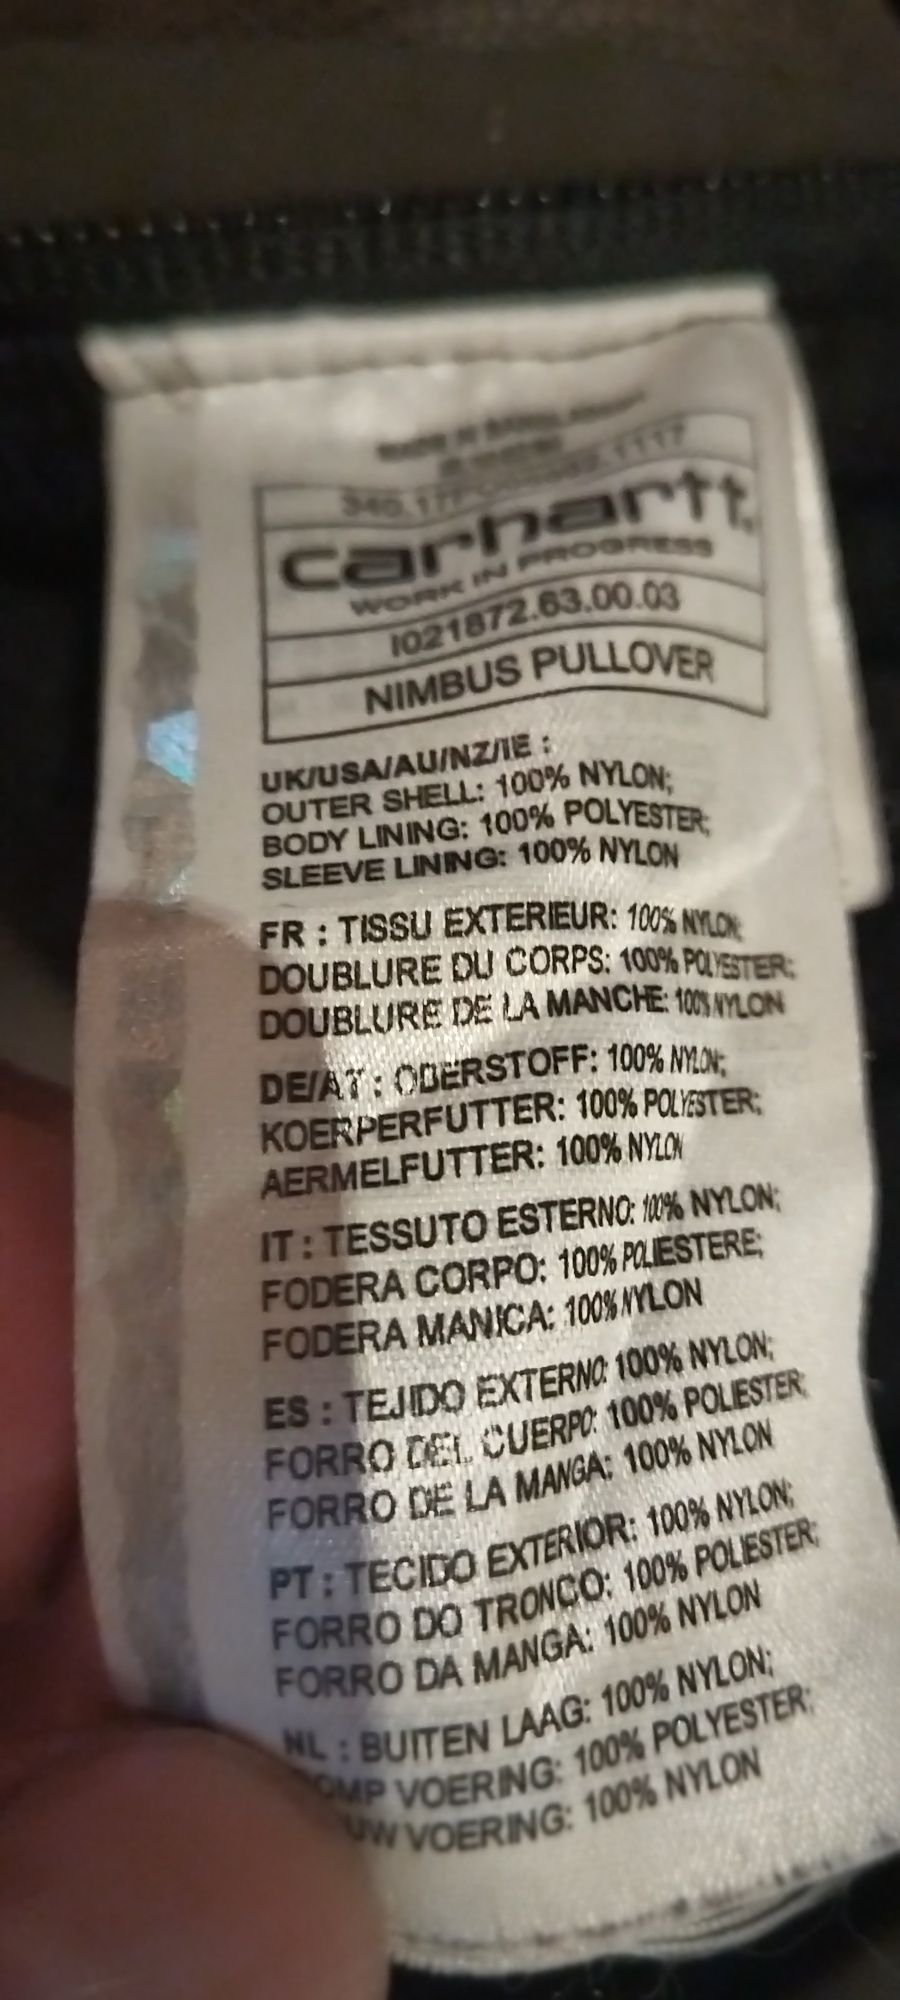 MADE IN
carhartt.
WORK IN PROGRESS
I021872.63.00.03
NIMBUS PULLOVER
UK/USA/AU/NZ/IE :
OUTER SHELL: 100% NYLON;
BODY LINING: 100% POLYESTER;
SLEEVE LINING: 100% NYLON
FR : TISSU EXTERIEUR: 100% NYLON;
DOUBLURE DU CORPS: 100% POLYESTER;
DOUBLURE DE LA MANCHE: 100% NYLON
DE/AT : OBERSTOFF: 100% NYLON;
KOERPERFUTTER: 100% POLYESTER;
AERMELFUTTER: 100% NYLON
IT : TESSUTO ESTERNO: 100% NYLON;
FODERA CORPO: 100% POLIESTERE;
FODERA MANICA: 100% NYLON
ES : TEJIDO EXTERNO: 100% NYLON;
FORRO DEL CUERPO: 100% POLIESTER;
FORRO DE LA MANGA: 100% NYLON
PT : TECIDO EXTERIOR: 100% NYLON;
FORRO DO TRONCO: 100% POLIESTER;
FORRO DA MANGA: 100% NYLON
NL : BUITEN LAAG: 100% NYLON;
VOERING: 100% POLYESTER;
VOERING: 100% NYLON